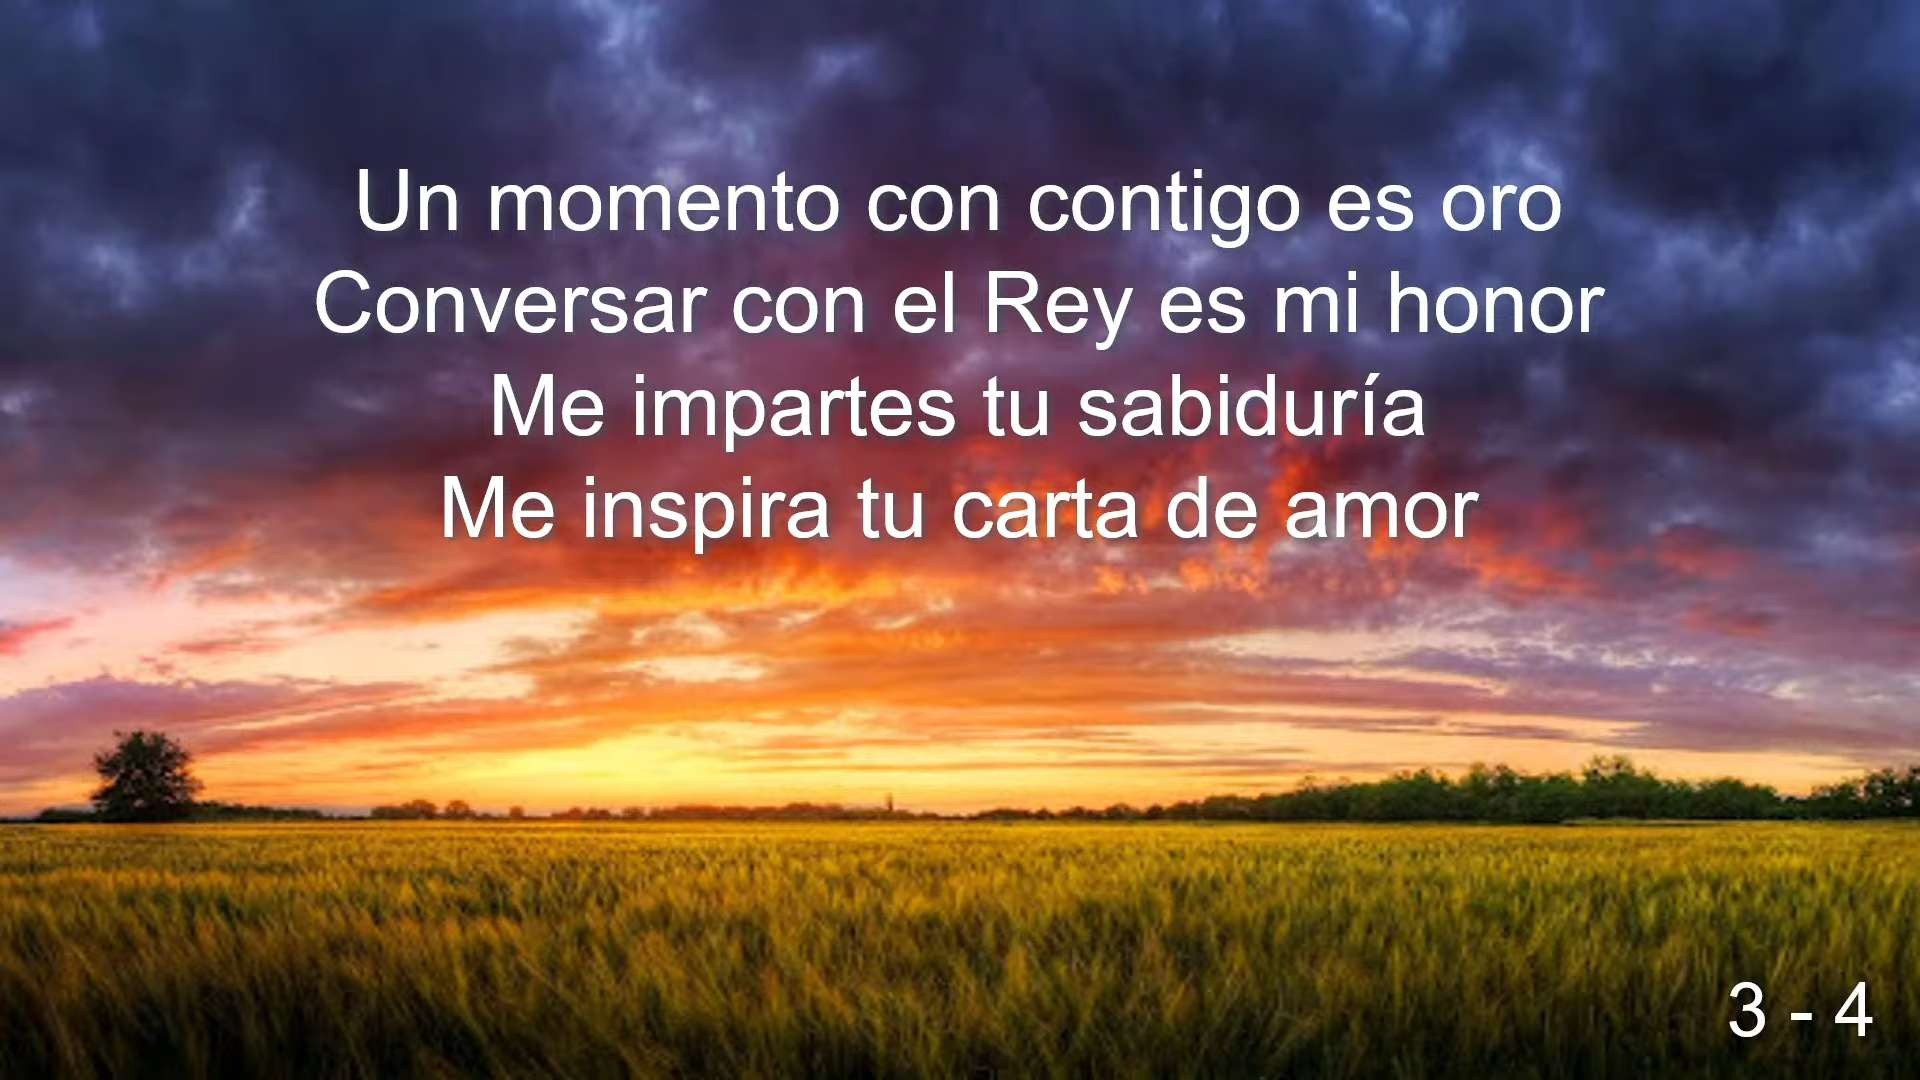 Un momento con contigo es oro
Conversar con el Rey es mi honor
Me impartes tu sabiduría
Me inspira tu carta de amor
3 - 4